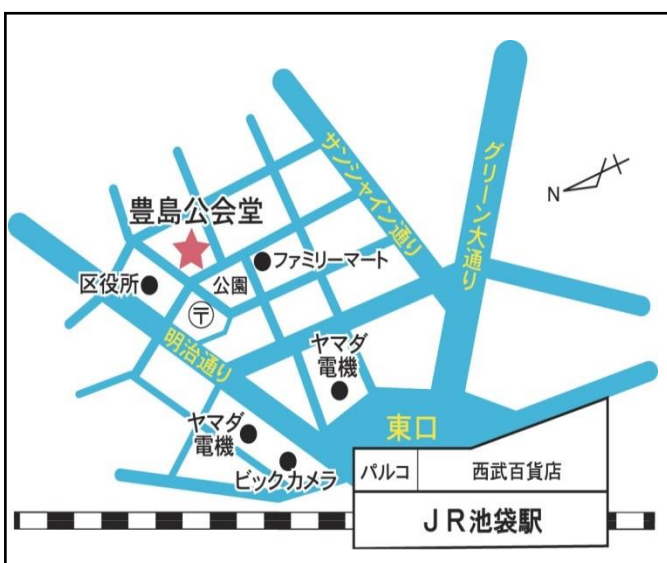 サンシャイン通り
グリーン大通り
N
豊島公会堂
ファミリーマート
区役所
公園
〒
明治通り
ヤマダ
電機
東口
ヤマダ
電機
ビックカメラ
パルコ
西武百貨店
JR池袋駅